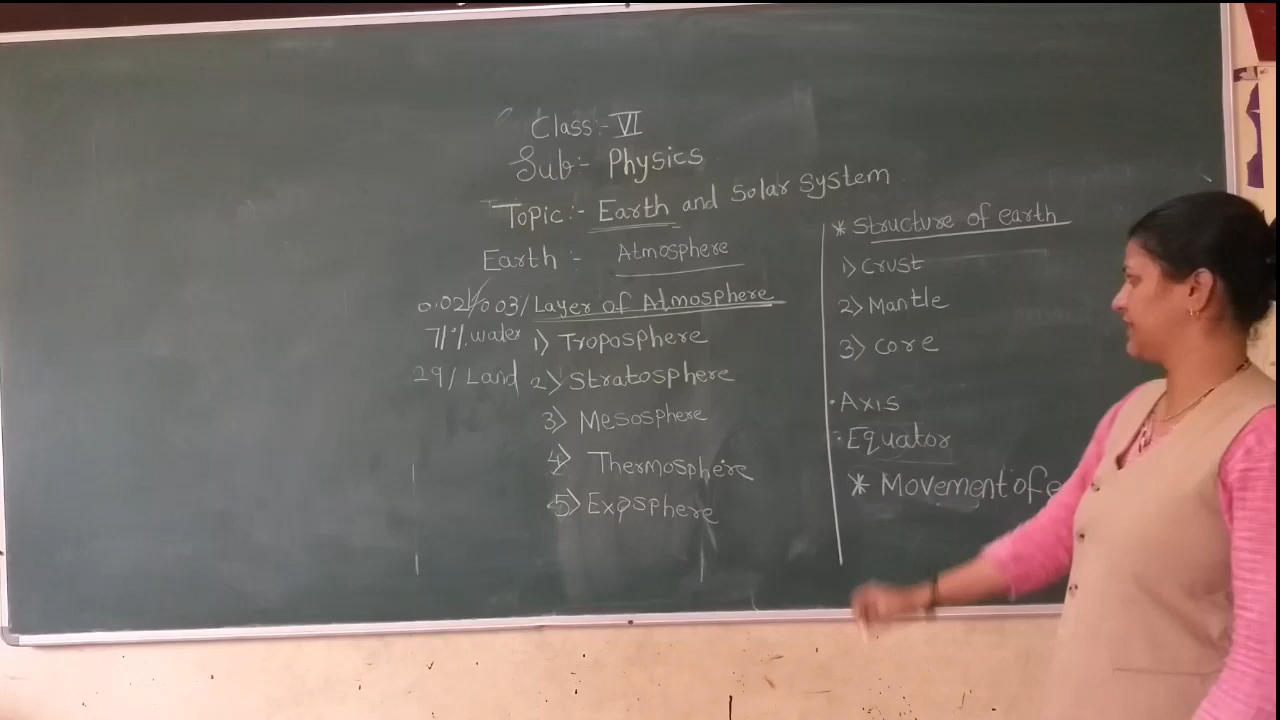 Class:- VI
Sub:- Physics
Topic:- Earth and Solar System
Earth :- Atmosphere
0.02%/0.03/ Layer of Atmosphere
71% water 1) Troposphere
29/ Land 2) Stratosphere
3) Mesosphere
4) Thermosphere
5) Exosphere
* Structure of earth
1) Crust
2) Mantle
3) Core
· Axis
· Equator
* Movement of e